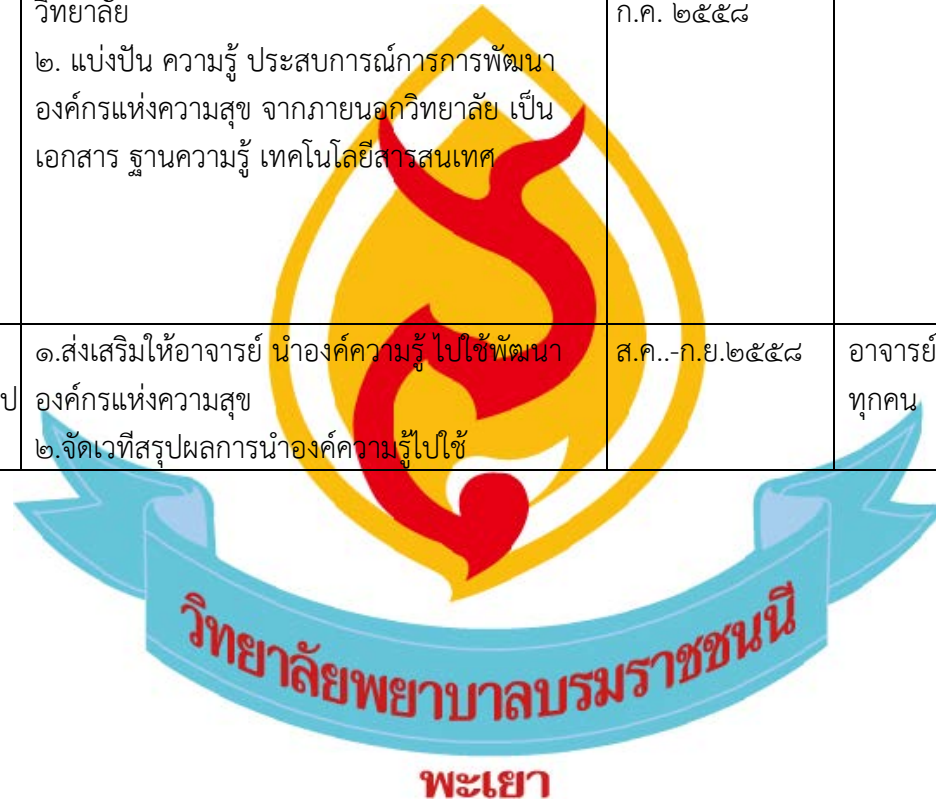 วิทยาลัย
ก.ค. ๒๕๕๘
๒. แบ่งปัน ความรู้ ประสบการณ์การการพัฒนา
องค์กรแห่งความสุข จากภายนอกวิทยาลัย เป็น
เอกสาร ฐานความรู้ เทคโนโลยีสารสนเทศ
๑.ส่งเสริมให้อาจารย์ นำองค์ความรู้ ไปใช้พัฒนา
ป องค์กรแห่งความสุข
๒.จัดเวทีสรุปผลการนำองค์ความรู้ไปใช้
ส.ค..-ก.ย.๒๕๕๘
อาจารย์
ทุกคน
วิทยาลัยพยาบาลบรมราชชนนี
พะเยา